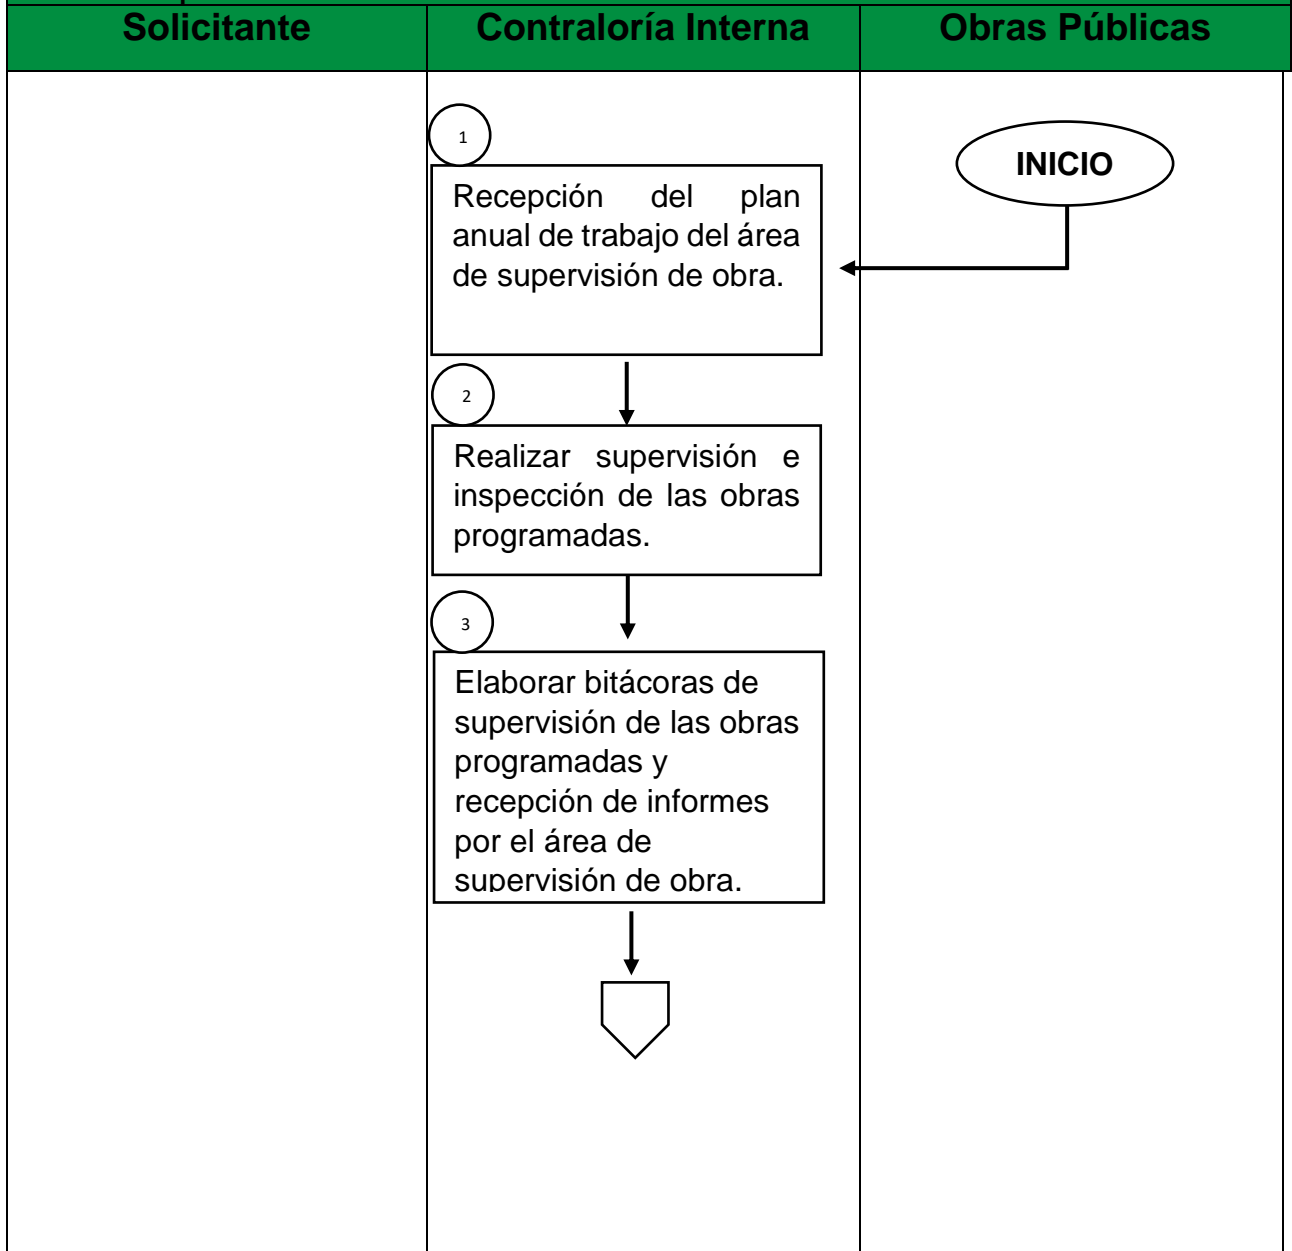 Solicitante Contraloría Interna Obras Públicas
1
INICIO
Recepción del plan
anual de trabajo del área
de supervisión de obra.
2
Realizar supervisión e
inspección de las obras
programadas.
3
Elaborar bitácoras de
supervisión de las obras
programadas y
recepción de informes
por el área de
supervisión de obra.